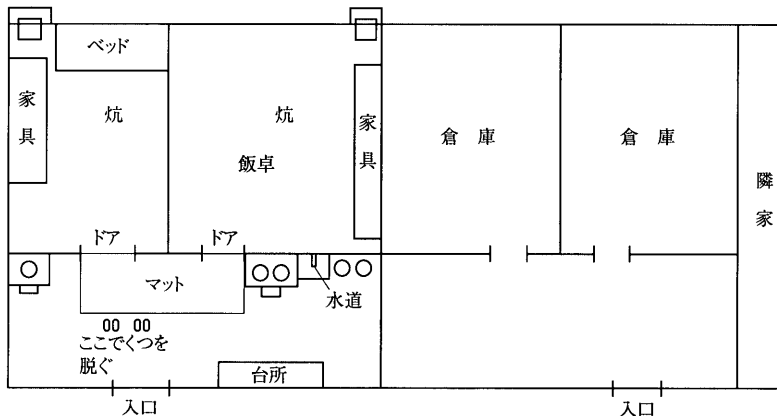 ベッド
家具
炕
炕
飯卓
家具
倉庫
倉庫
隣家
ドア
ドア
マット
水道
ここでくつを
脱ぐ
台所
入口
入口